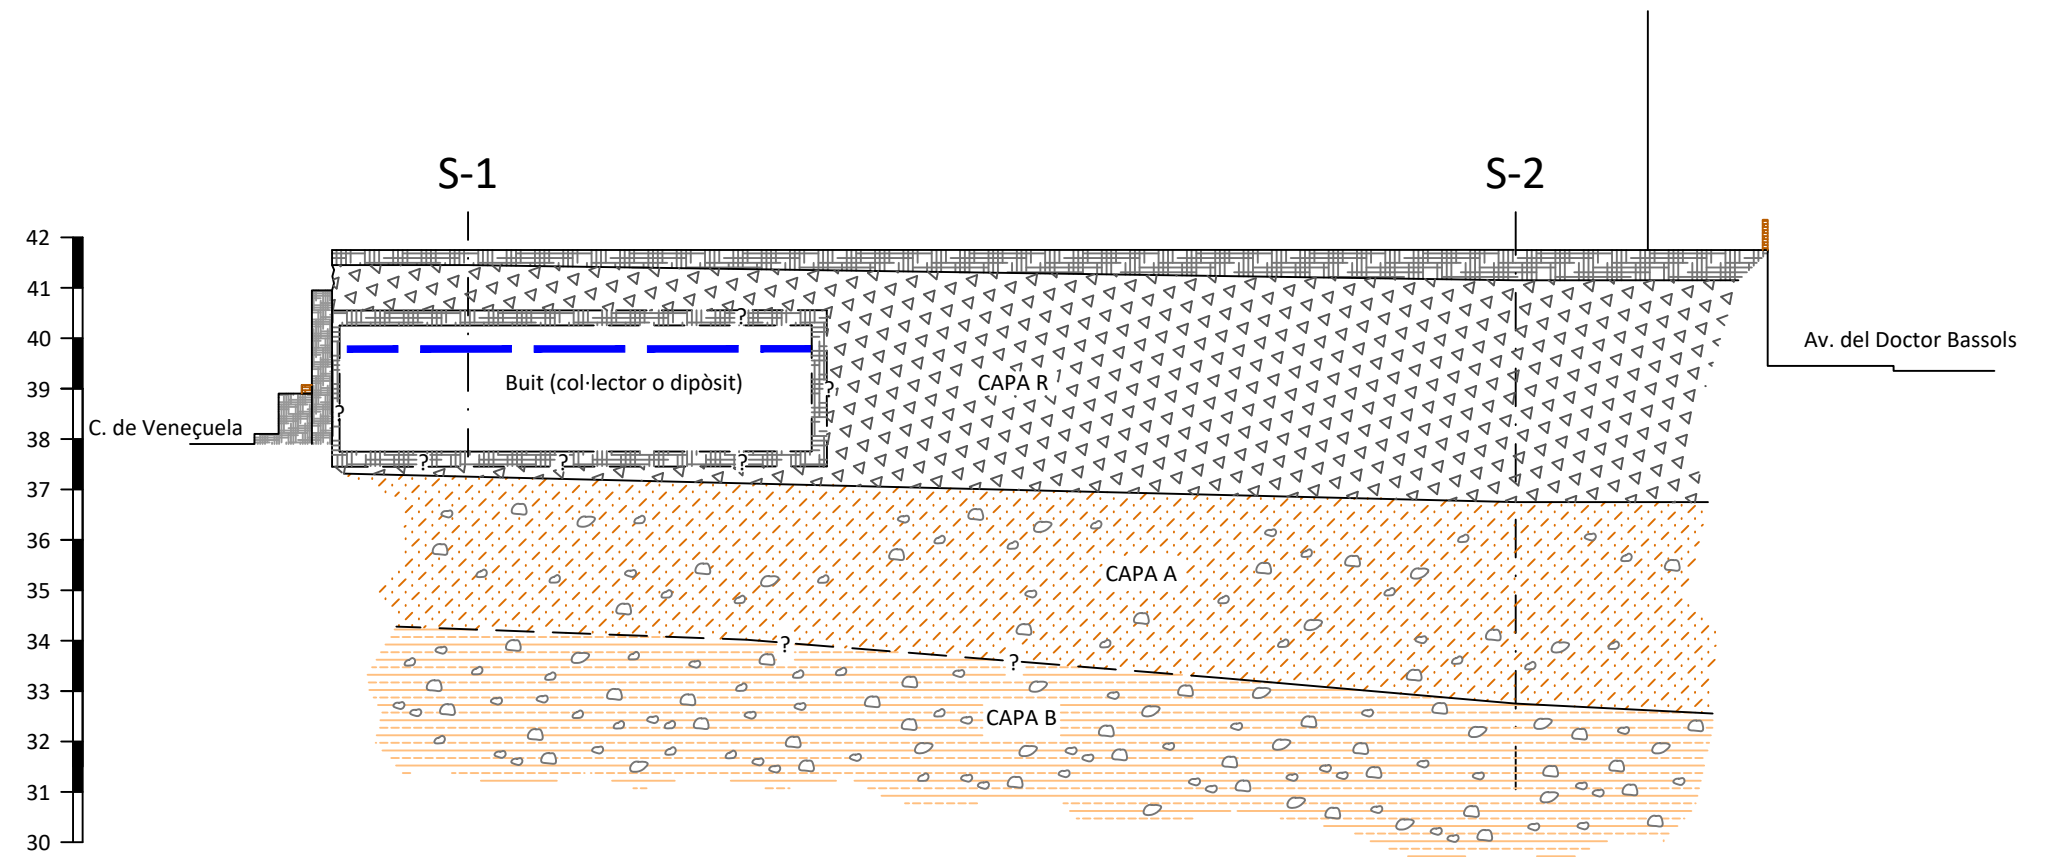 S-1
S-2
42
41
40
39
38
37
36
35
34
33
32
31
30
?
Av. del Doctor Bassols
Buit (col·lector o dipòsit)
CAPA R
?
?
C. de Veneçuela
?
?
?
CAPA A
?
?
CAPA B